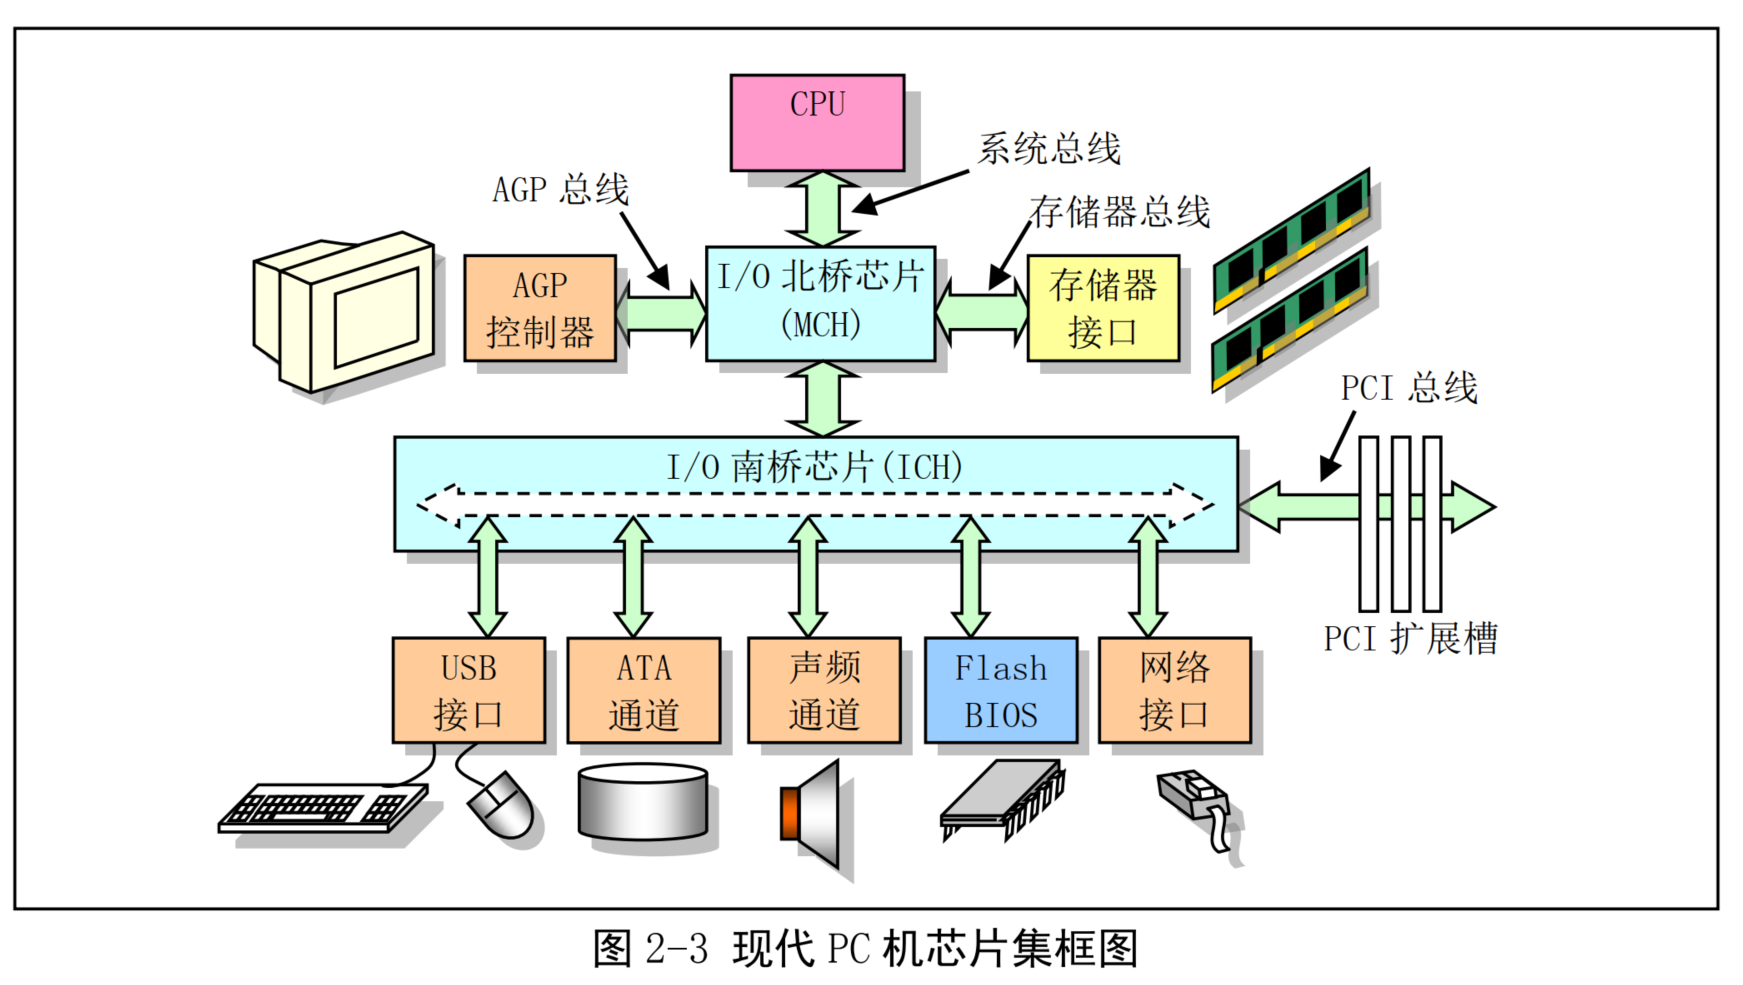 CPU
系统总线
AGP 总线
存储器总线
AGP
控制器
I/O 北桥芯片
(MCH)
存储器
接口
PCI 总线
I/O 南桥芯片(ICH)
PCI 扩展槽
USB
接口
ATA
通道
声频
通道
Flash
BIOS
网络
接口
图 2-3 现代 PC 机芯片集框图